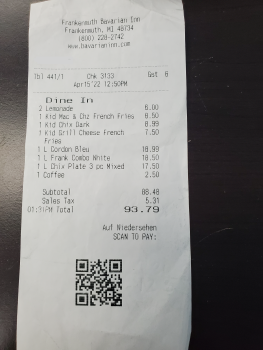 Frankenmuth Bavarian Inn
Frankenmuth, MI 48734
(800) 228-2742
www.bavarianinn.com
Tbl 441/1 Chk 3133 Gst 6
Apr15'22 12:50PM
Dine In
2 Lemonade 6.00
1 Kid Mac & Chz French Fries 8.50
1 Kid Chix Dark 8.99
1 Kid Grill Cheese French 7.50
Fries
1 L Gordon Bleu 18.99
1 L Frank Combo White 18.50
1 L Chix Plate 3 pc Mixed 17.50
1 Coffee 2.50
Subtotal 88.48
Sales Tax 5.31
01:31PM Total 93.79
Auf Niedersehen
SCAN TO PAY: